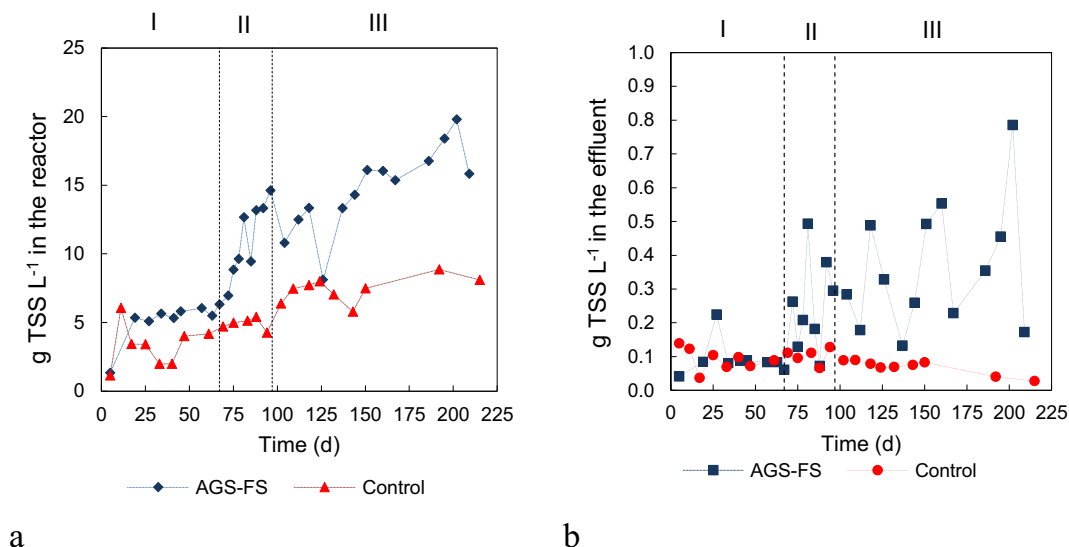 I II III
25
20
15
10
5
0
0 25 50 75 100 125 150 175 200 225
g TSS L⁻¹ in the reactor
Time (d)
AGS-FS Control
a
I II III
1.0
0.9
0.8
0.7
0.6
0.5
0.4
0.3
0.2
0.1
0.0
0 25 50 75 100 125 150 175 200 225
g TSS L⁻¹ in the effluent
Time (d)
AGS-FS Control
b